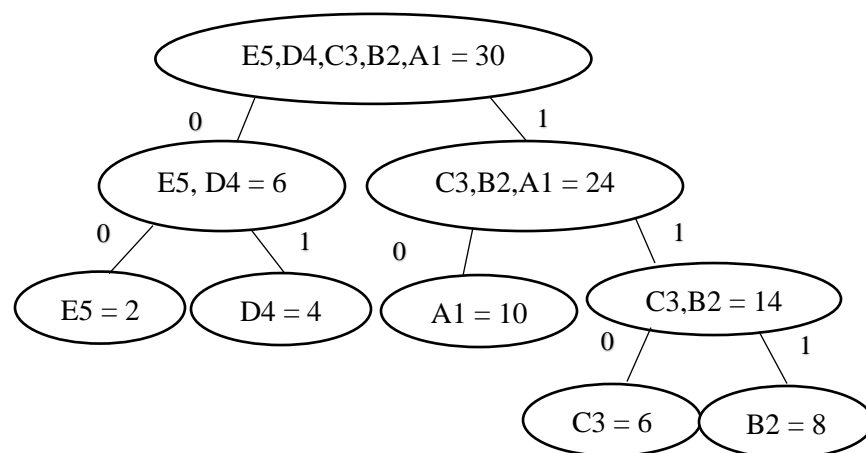 E5,D4,C3,B2,A1 = 30
0
1
E5, D4 = 6
C3,B2,A1 = 24
0
1
0
1
E5 = 2
D4 = 4
A1 = 10
C3,B2 = 14
0
1
C3 = 6
B2 = 8